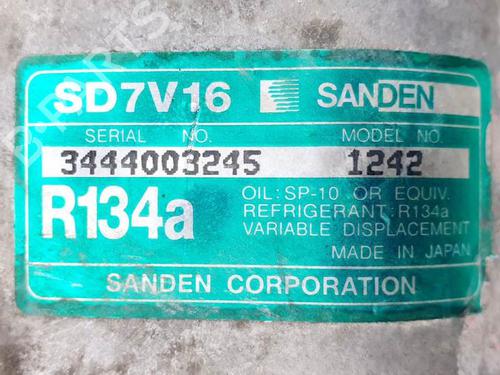 SD7V16 SANDEN
SERIAL NO. MODEL NO.
3444003245 1242
R134a
OIL: SP-10 OR EQUIV.
REFRIGERANT: R134a
VARIABLE DISPLACEMENT
MADE IN JAPAN
SANDEN CORPORATION